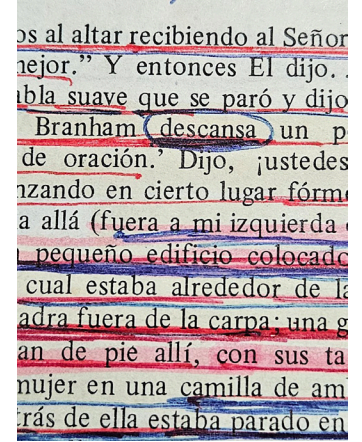 os al altar recibiendo al Señor
nejor.” Y entonces El dijo. .
abla suave que se paró y dijo
Branham descansa un p
de oración.’ Dijo, ¡ustedes
nzando en cierto lugar fórme
a allá (fuera a mi izquierda
pequeño edificio colocado
cual estaba alrededor de la
adra fuera de la carpa; una g
an de pie allí, con sus ta
nujer en una camilla de am
trás de ella estaba parado en